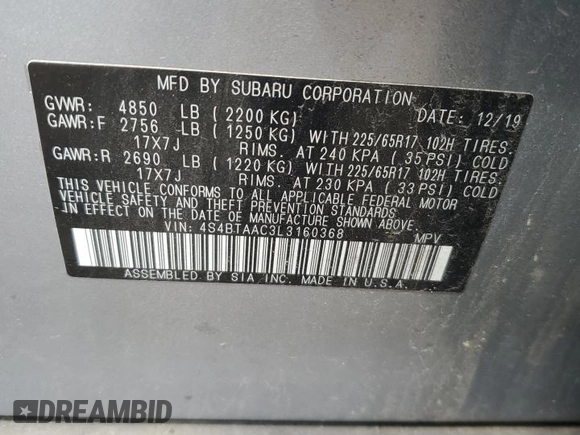 MFD BY SUBARU CORPORATION
GVWR: 4850 LB (2200 KG) DATE: 12/19
GAWR:F 2756 LB (1250 KG) WITH 225/65R17 102H TIRES.
17X7J RIMS. AT 240 KPA (35 PSI) COLD
GAWR:R 2690 LB (1220 KG) WITH 225/65R17 102H TIRES.
17X7J RIMS. AT 230 KPA (33 PSI) COLD
THIS VEHICLE CONFORMS TO ALL APPLICABLE FEDERAL MOTOR
VEHICLE SAFETY AND BUMPER AND THEFT PREVENTION STANDARDS
IN EFFECT ON THE DATE OF MANUFACTURE SHOWN ABOVE.
VIN: 4S4BTAAC3L3160368 MPV
ASSEMBLED BY SIA, INC. MADE IN U.S.A.
DREAMBID